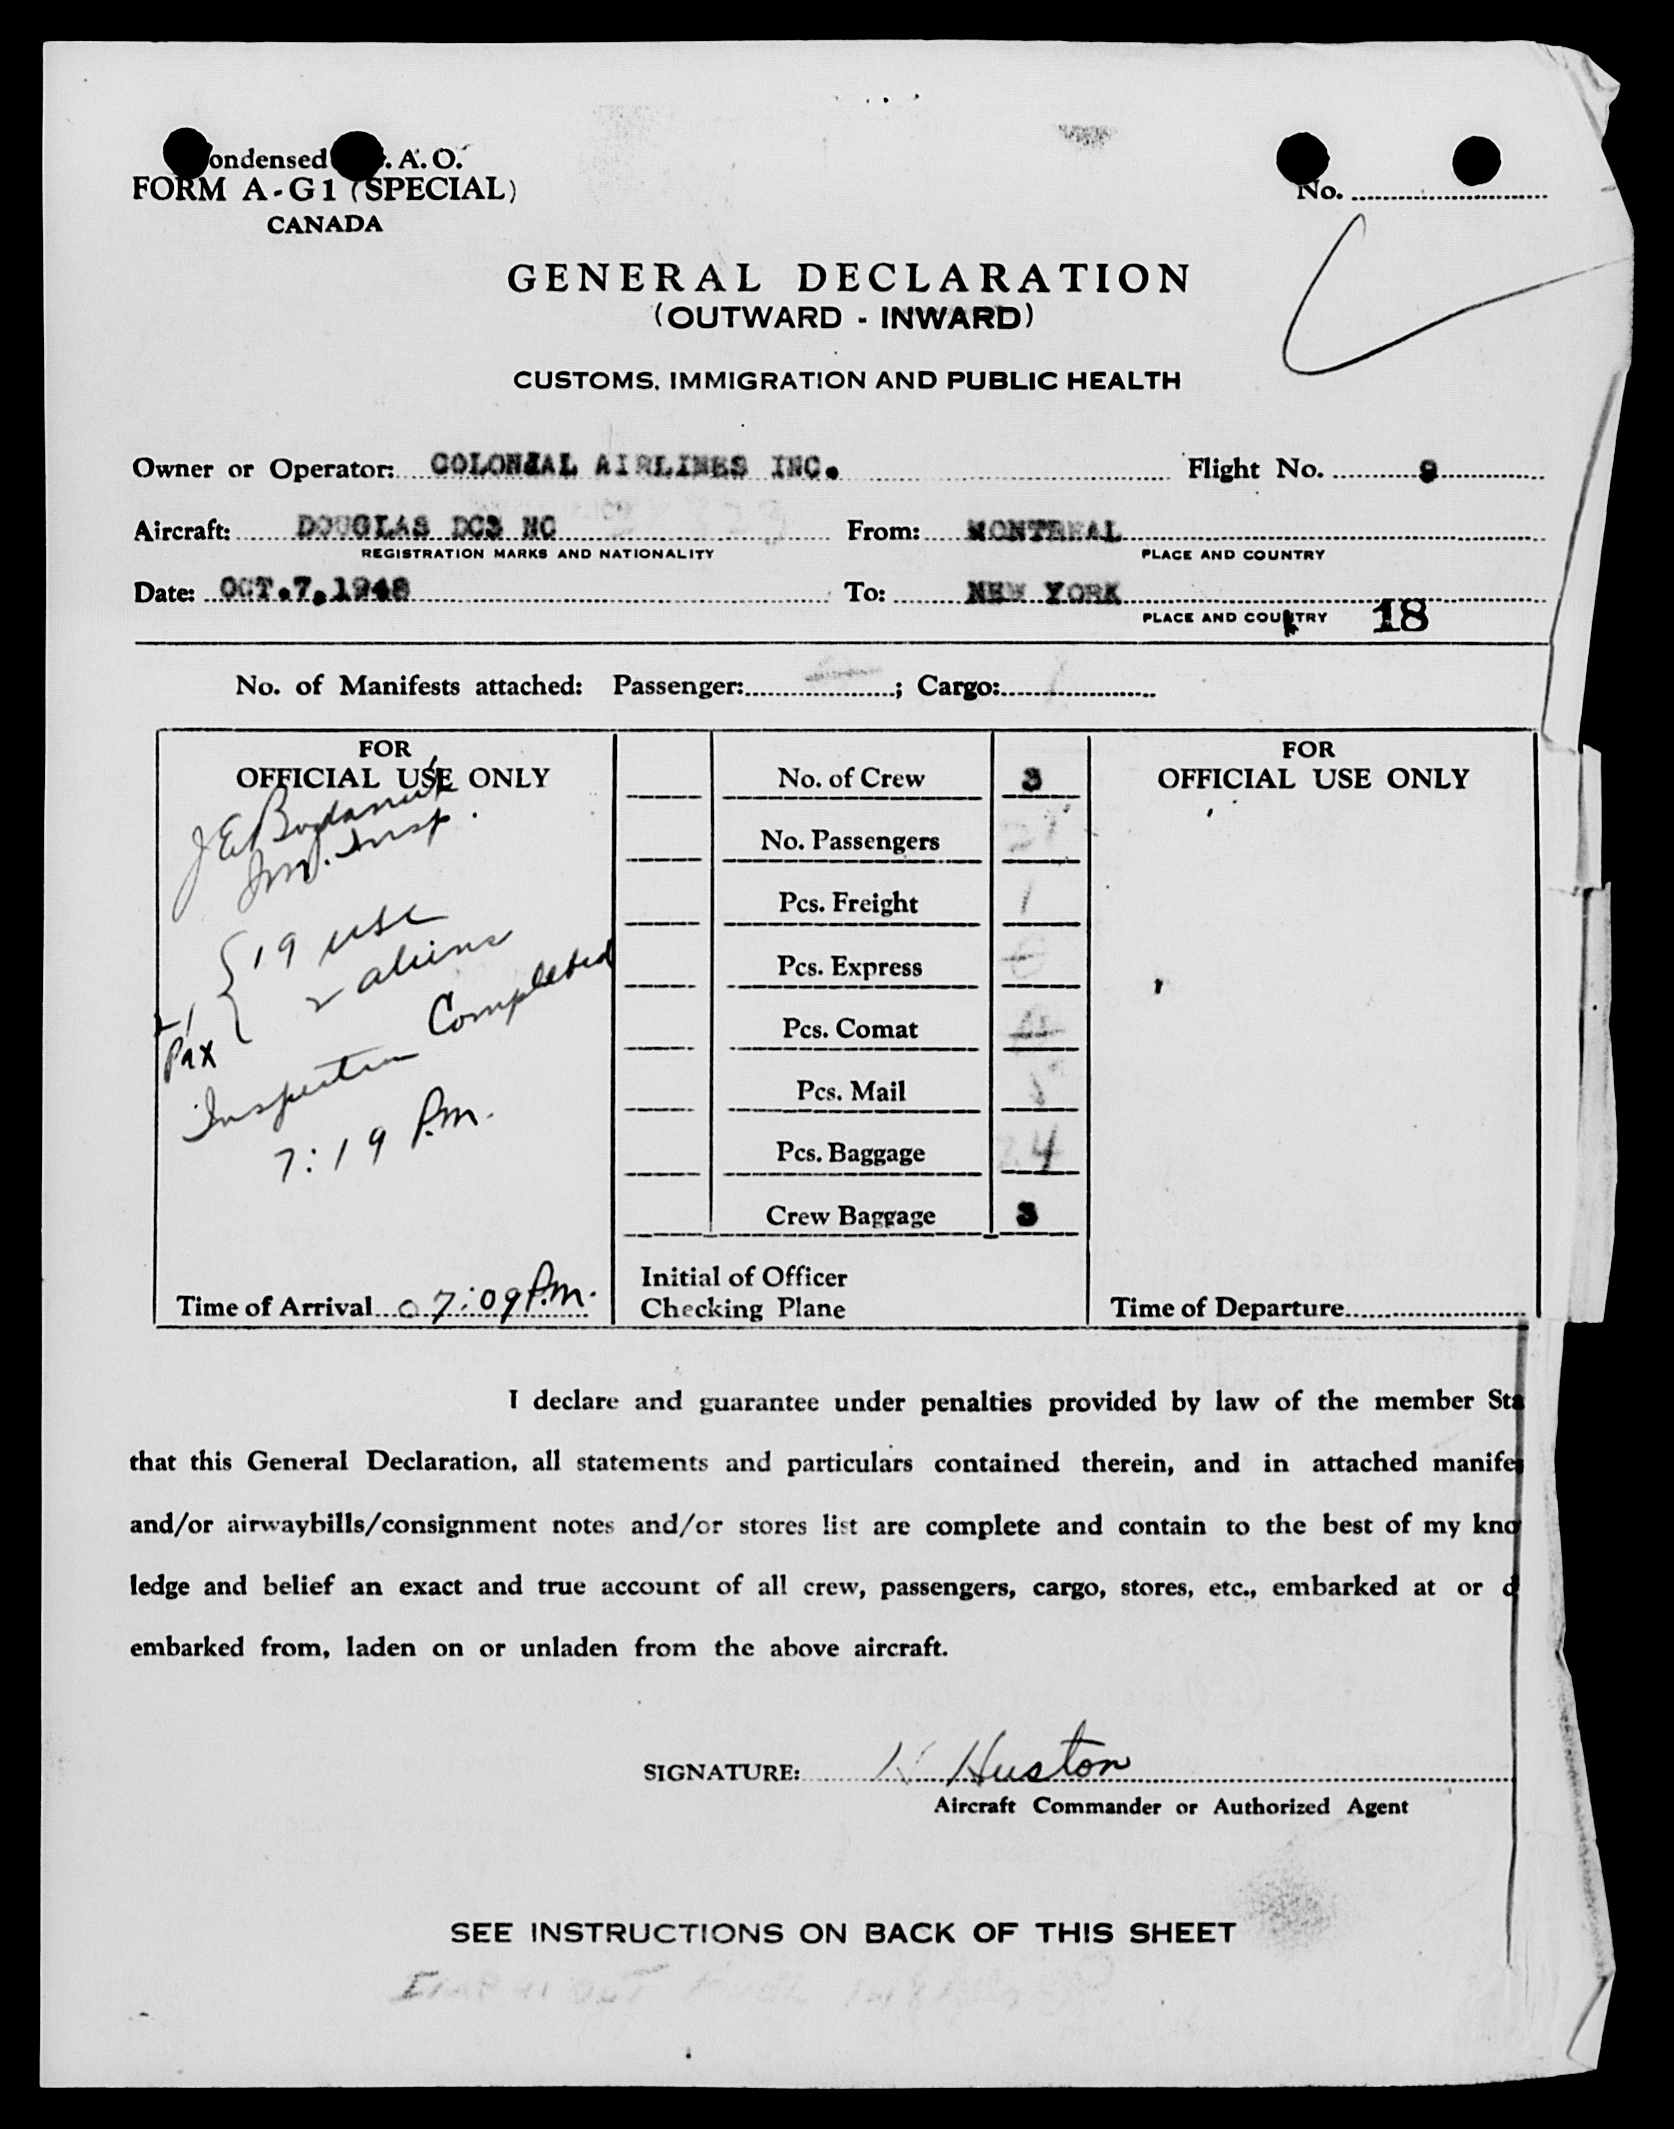 ondensed . A. O.
FORM A-G1 (SPECIAL)
CANADA
No.
GENERAL DECLARATION
(OUTWARD - INWARD)
CUSTOMS, IMMIGRATION AND PUBLIC HEALTH
Owner or Operator: COLONIAL AIRLINES INC. Flight No. 9
Aircraft: DOUGLAS DC3 NC From: MONTREAL
REGISTRATION MARKS AND NATIONALITY PLACE AND COUNTRY
Date: OCT.7,1948 To: NEW YORK
PLACE AND COUNTRY 18
No. of Manifests attached: Passenger: ; Cargo:
FOR
OFFICIAL USE ONLY
Imm. Insp.
19 USC
2 aliens
21
Pax
Inspection Completed
7:19 P.m.
Time of Arrival 07:09 P.m.
No. of Crew 3
No. Passengers 21
Pcs. Freight 1
Pcs. Express
Pcs. Comat
Pcs. Mail
Pcs. Baggage 4
Crew Baggage 3
Initial of Officer
Checking Plane
FOR
OFFICIAL USE ONLY
Time of Departure
I declare and guarantee under penalties provided by law of the member Sta
that this General Declaration, all statements and particulars contained therein, and in attached manife
and/or airwaybills/consignment notes and/or stores list are complete and contain to the best of my kno
ledge and belief an exact and true account of all crew, passengers, cargo, stores, etc., embarked at or d
embarked from, laden on or unladen from the above aircraft.
SIGNATURE: K Huston
Aircraft Commander or Authorized Agent
SEE INSTRUCTIONS ON BACK OF THIS SHEET